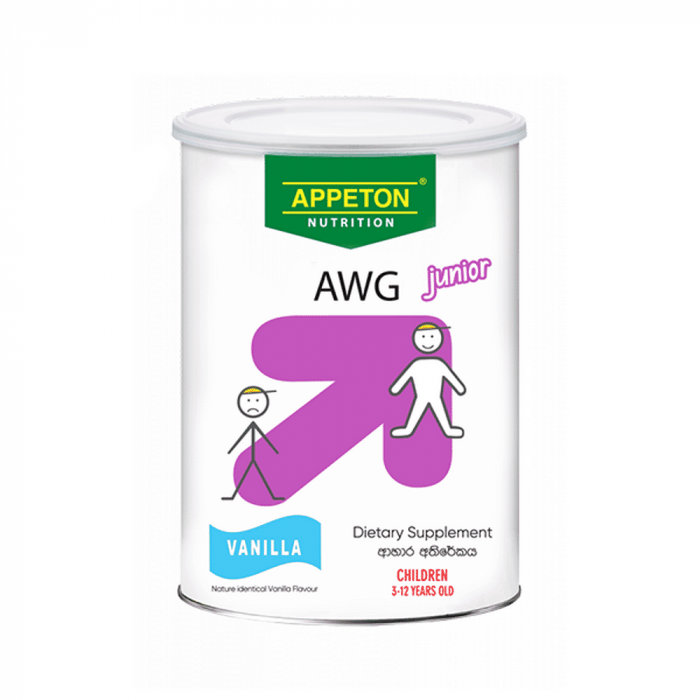 APPETON®
NUTRITION
AWG junior
VANILLA
Nature identical Vanilla Flavour
Dietary Supplement
ආහාර අතිරේකය
CHILDREN
3-12 YEARS OLD